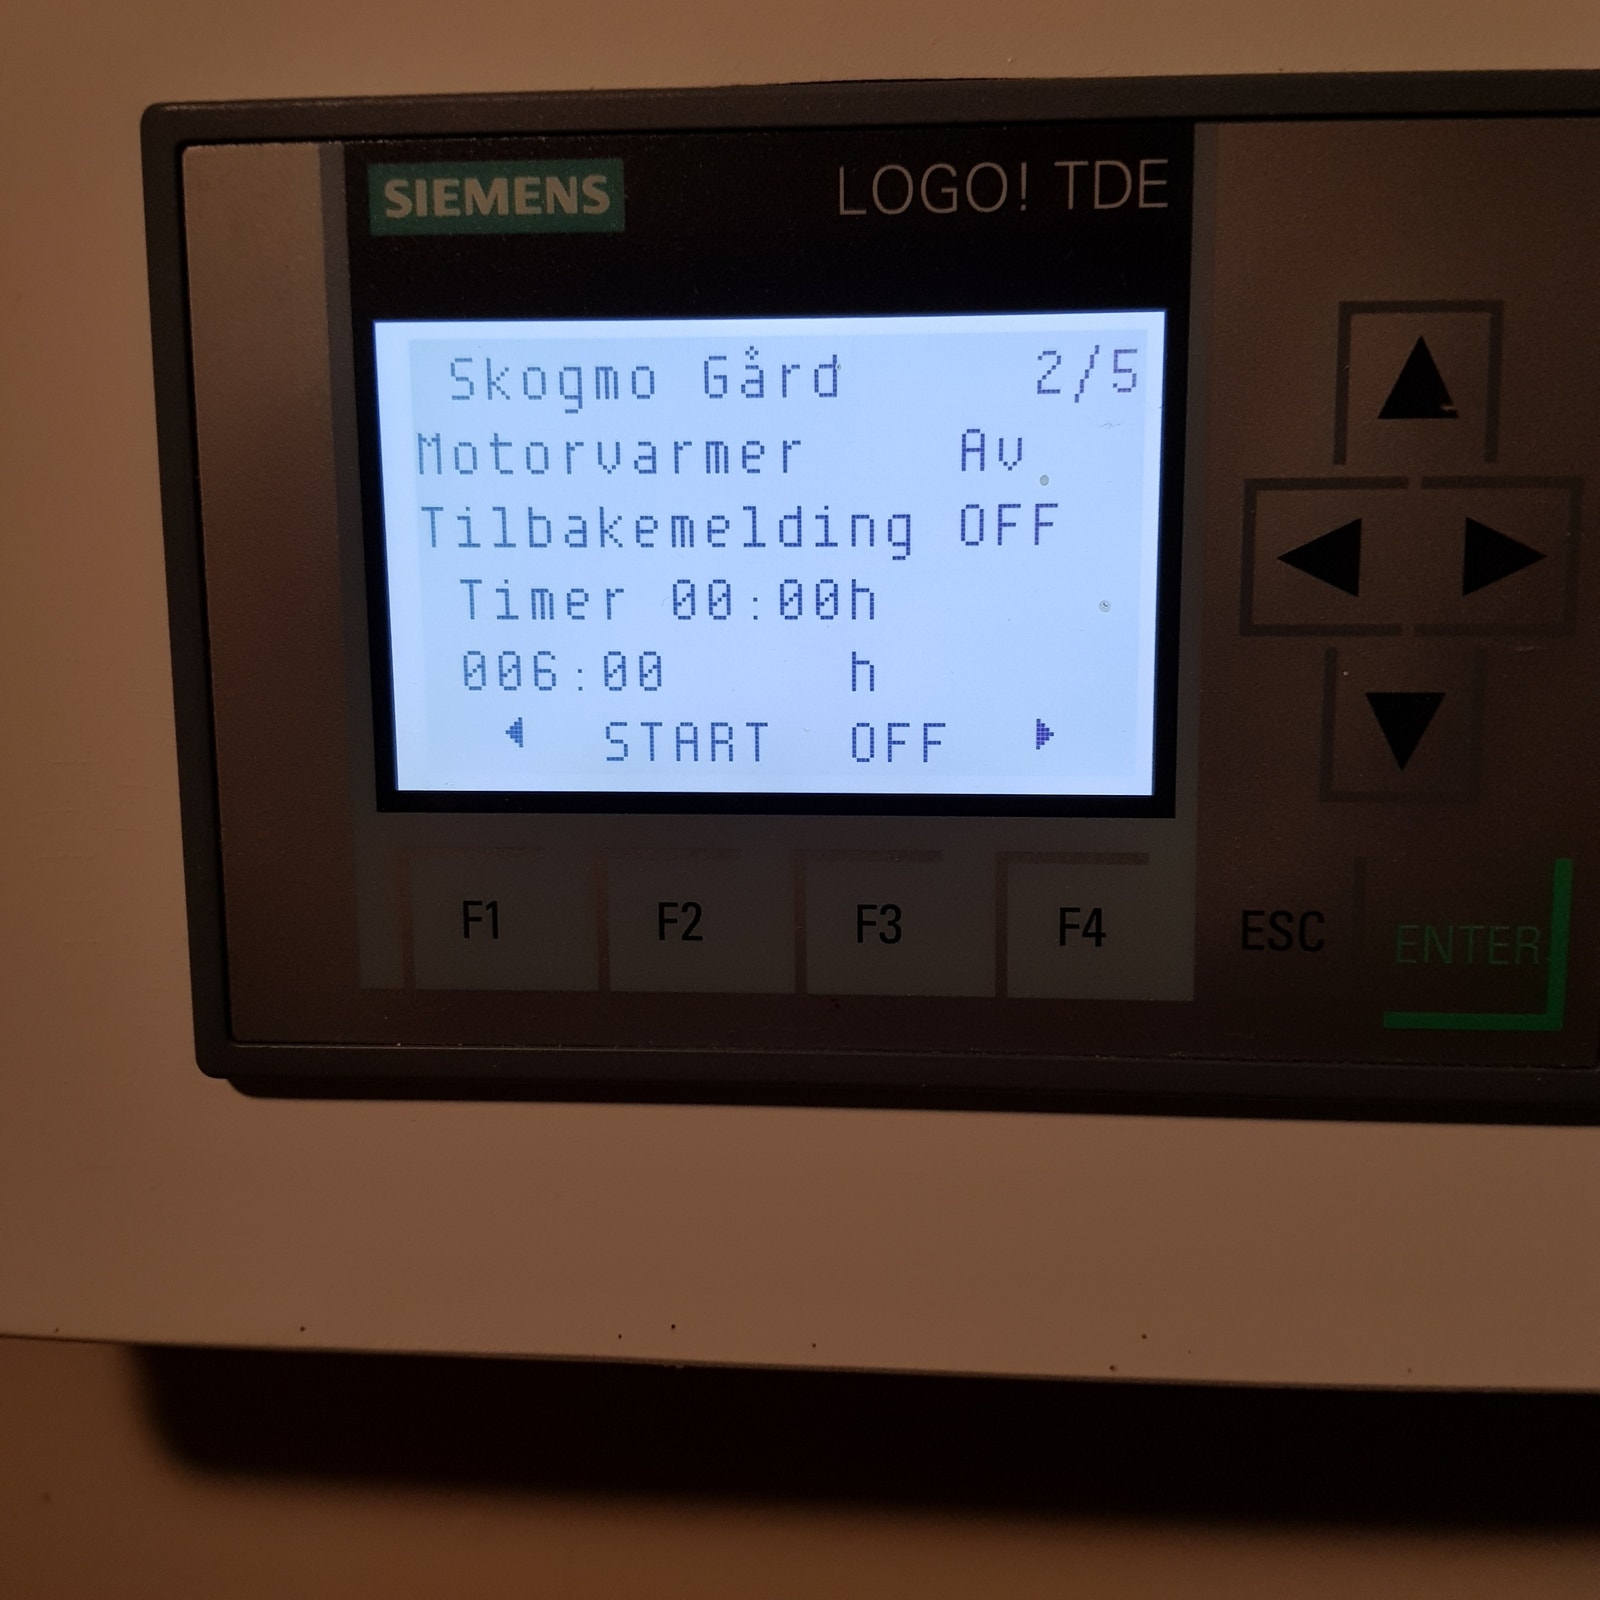 SIEMENS LOGO! TDE
Skogmo Gård 2/5
Motorvarmer Av
Tilbakemelding OFF
Timer 00:00h
006:00 h
START OFF
F1 F2 F3 F4 ESC ENTER